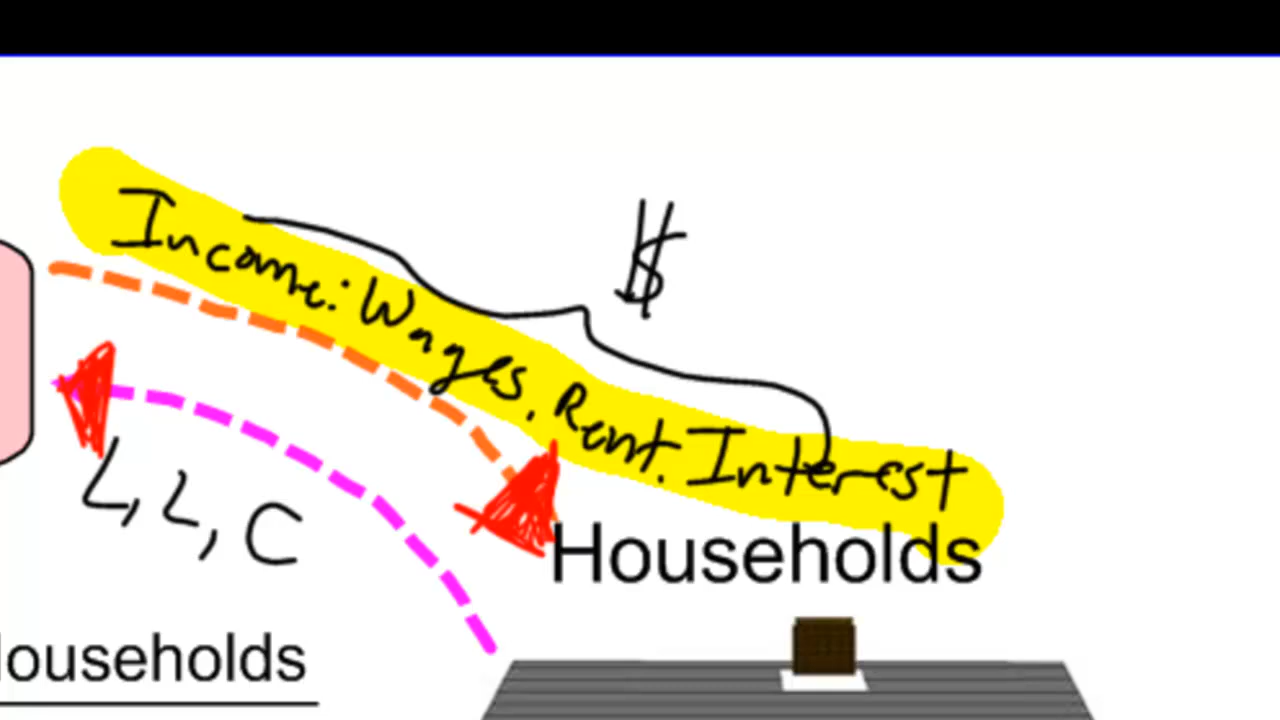 $
Income: Wages. Rent. Interest
L, L, C
Households
Households